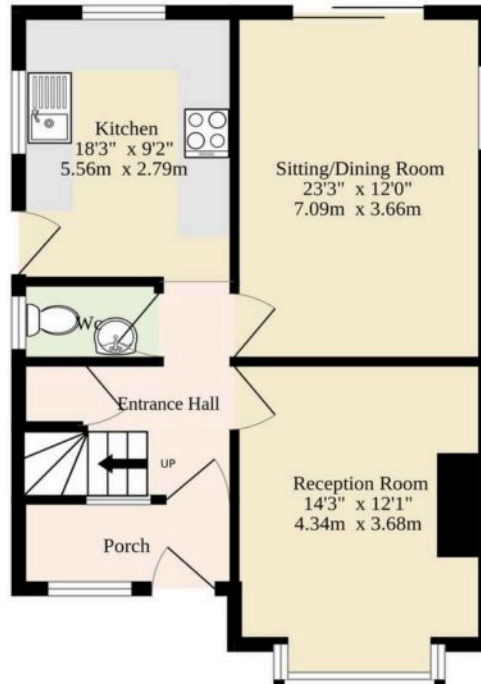 Kitchen
18'3" x 9'2"
5.56m x 2.79m
Sitting/Dining Room
23'3" x 12'0"
7.09m x 3.66m
Wc
Entrance Hall
UP
Reception Room
14'3" x 12'1"
4.34m x 3.68m
Porch